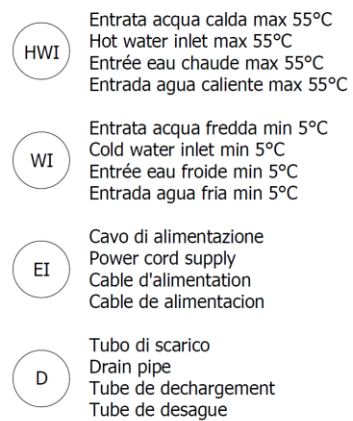 HWI
Entrata acqua calda max 55°C
Hot water inlet max 55°C
Entrée eau chaude max 55°C
Entrada agua caliente max 55°C
WI
Entrata acqua fredda min 5°C
Cold water inlet min 5°C
Entrée eau froide min 5°C
Entrada agua fria min 5°C
EI
Cavo di alimentazione
Power cord supply
Cable d'alimentation
Cable de alimentacion
D
Tubo di scarico
Drain pipe
Tube de dechargement
Tube de desague